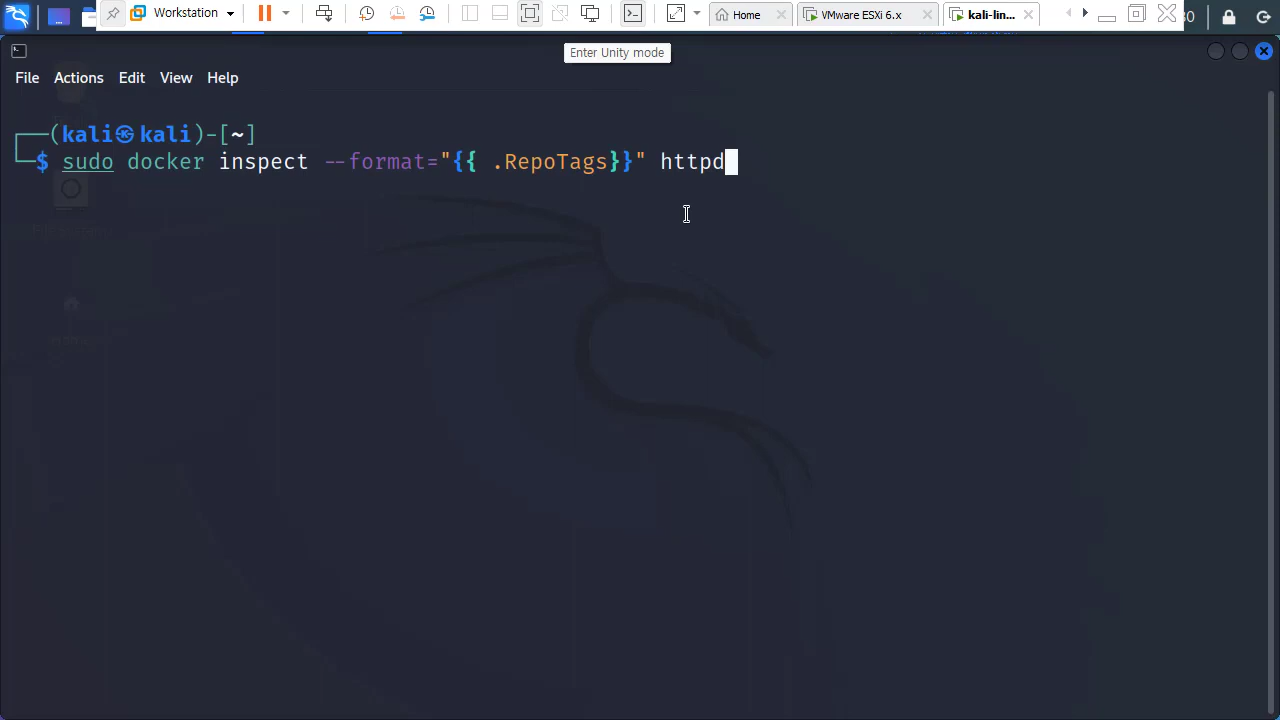 Workstation
Home
VMware ESXi 6.x
kali-lin...
Enter Unity mode
File Actions Edit View Help
┌──(kali㉿kali)-[~]
└─$ sudo docker inspect --format="{{ .RepoTags}}" httpd